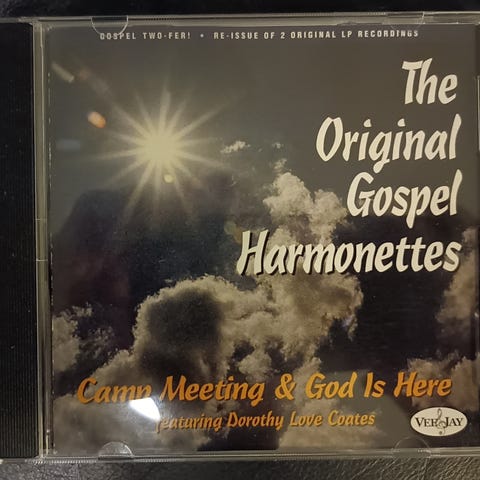 GOSPEL TWO-FER! • RE-ISSUE OF 2 ORIGINAL LP RECORDINGS
The
Original
Gospel
Harmonettes
Camp Meeting & God Is Here
featuring Dorothy Love Coates
VEE JAY